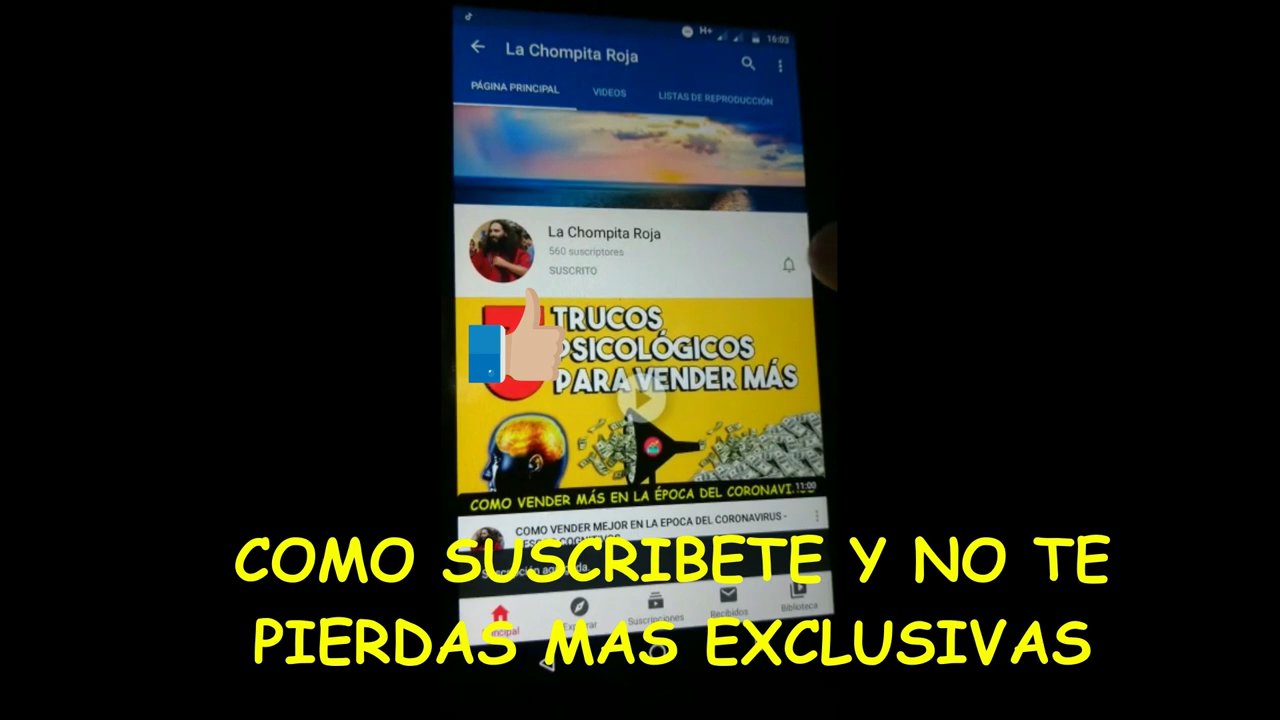 H+ 16:03
La Chompita Roja
PÁGINA PRINCIPAL VIDEOS LISTAS DE REPRODUCCIÓN
La Chompita Roja
560 suscriptores
SUSCRITO
TRUCOS
PSICOLÓGICOS
PARA VENDER MÁS
COMO VENDER MÁS EN LA ÉPOCA DEL CORONAVI
11:00
COMO VENDER MEJOR EN LA EPOCA DEL CORONAVIRUS -
COMO SUSCRIBETE Y NO TE
Suscripciones Recibidos Biblioteca
PIERDAS MAS EXCLUSIVAS